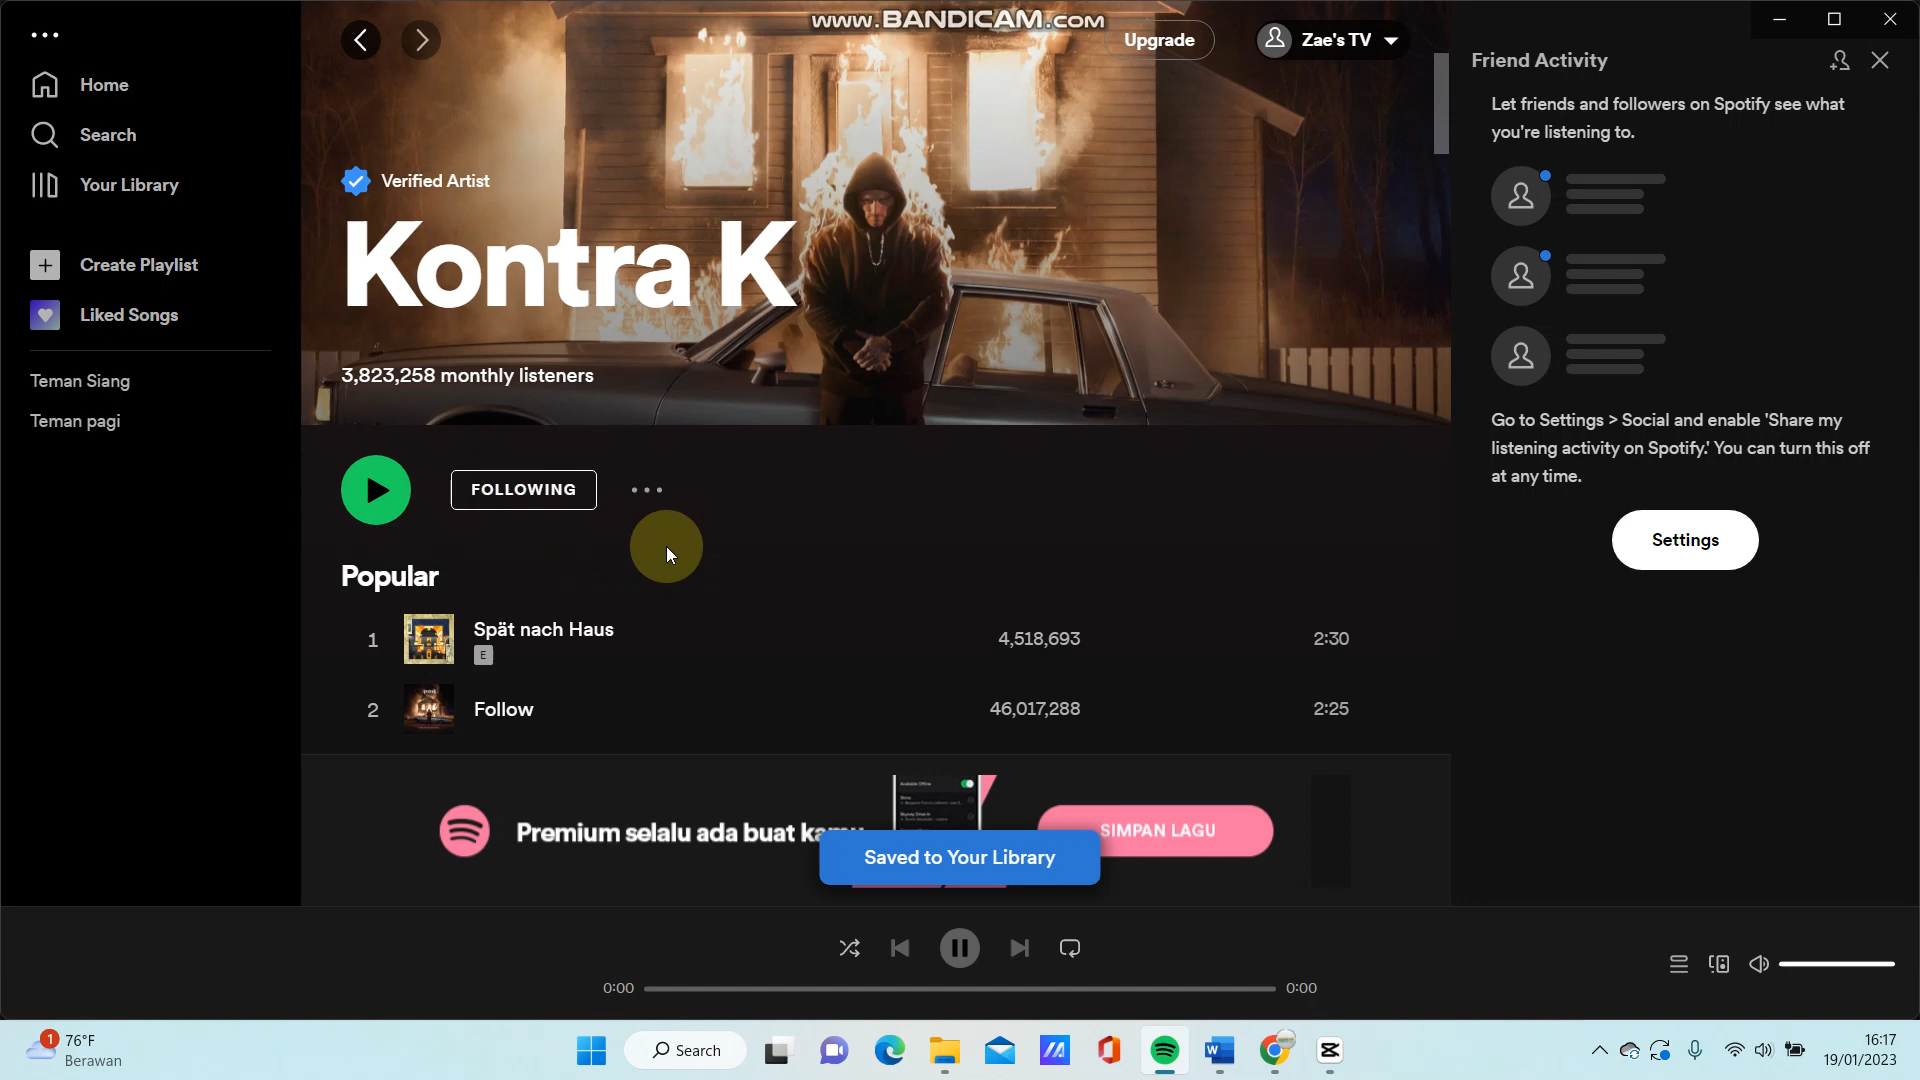 www.BANDICAM.com
Upgrade
Zae's TV
Home
Search
Your Library
Create Playlist
Liked Songs
Teman Siang
Teman pagi
Verified Artist
Kontra K
3,823,258 monthly listeners
FOLLOWING
Popular
1
Spät nach Haus
E
4,518,693
2:30
2
Follow
46,017,288
2:25
Premium selalu ada buat kamu
SIMPAN LAGU
Saved to Your Library
Friend Activity
Let friends and followers on Spotify see what
you're listening to.
Go to Settings > Social and enable 'Share my
listening activity on Spotify.' You can turn this off
at any time.
Settings
0:00
0:00
1
76°F
Berawan
Search
16:17
19/01/2023